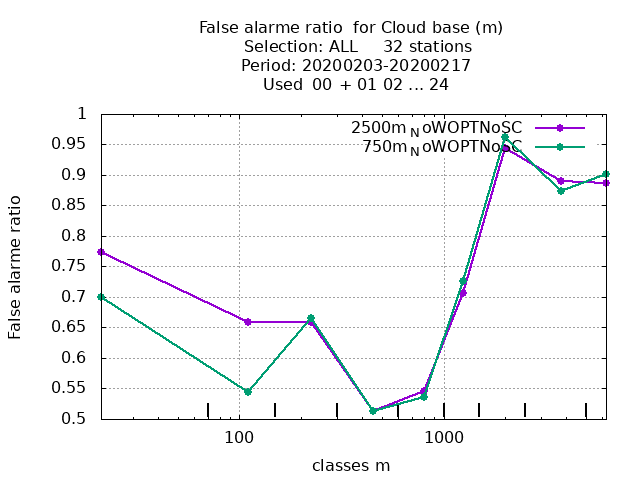 False alarme ratio  for Cloud base (m)
Selection: ALL     32 stations
Period: 20200203-20200217
Used  00 + 01 02 ... 24
2500m_NoWOPTNoSC
750m_NoWOPTNoSC
1
0.95
0.9
0.85
0.8
0.75
0.7
0.65
0.6
0.55
0.5
False alarme ratio
100 1000
classes m